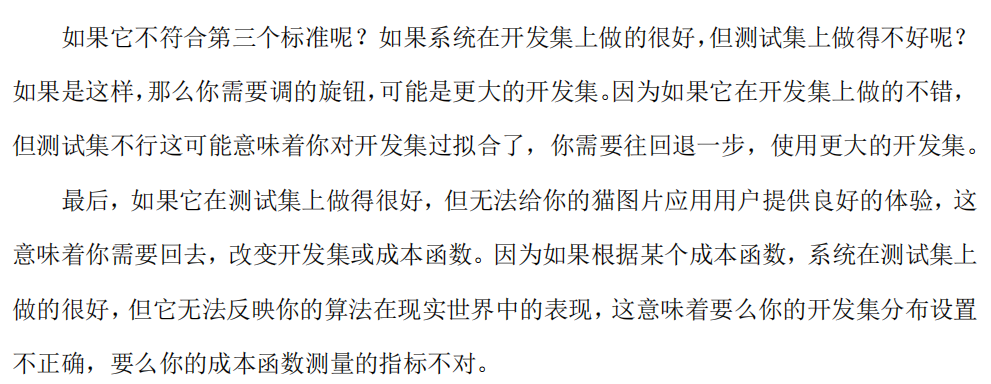 如果它不符合第三个标准呢？如果系统在开发集上做的很好，但测试集上做得不好呢？
如果是这样，那么你需要调的旋钮，可能是更大的开发集。因为如果它在开发集上做的不错，
但测试集不行这可能意味着你对开发集过拟合了，你需要往回退一步，使用更大的开发集。
最后，如果它在测试集上做得很好，但无法给你的猫图片应用用户提供良好的体验，这
意味着你需要回去，改变开发集或成本函数。因为如果根据某个成本函数，系统在测试集上
做的很好，但它无法反映你的算法在现实世界中的表现，这意味着要么你的开发集分布设置
不正确，要么你的成本函数测量的指标不对。